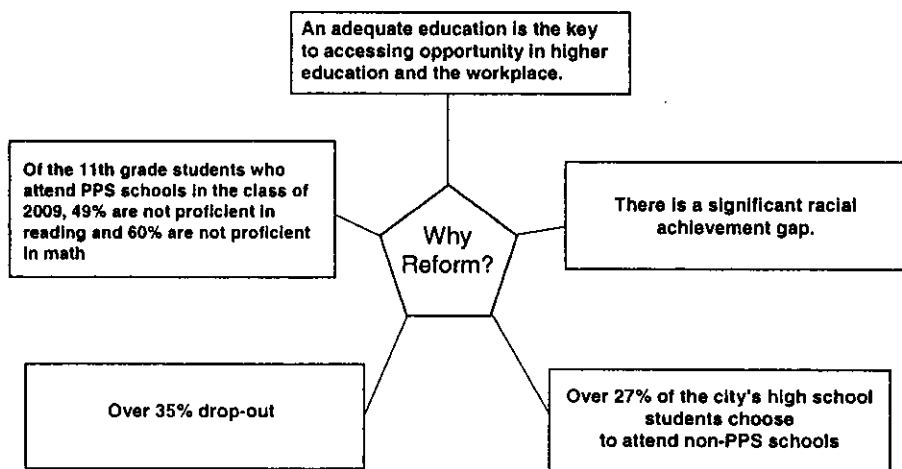 An adequate education is the key
to accessing opportunity in higher
education and the workplace.
Of the 11th grade students who
attend PPS schools in the class of
2009, 49% are not proficient in
reading and 60% are not proficient
in math
There is a significant racial
achievement gap.
Why
Reform?
Over 35% drop-out
Over 27% of the city's high school
students choose
to attend non-PPS schools